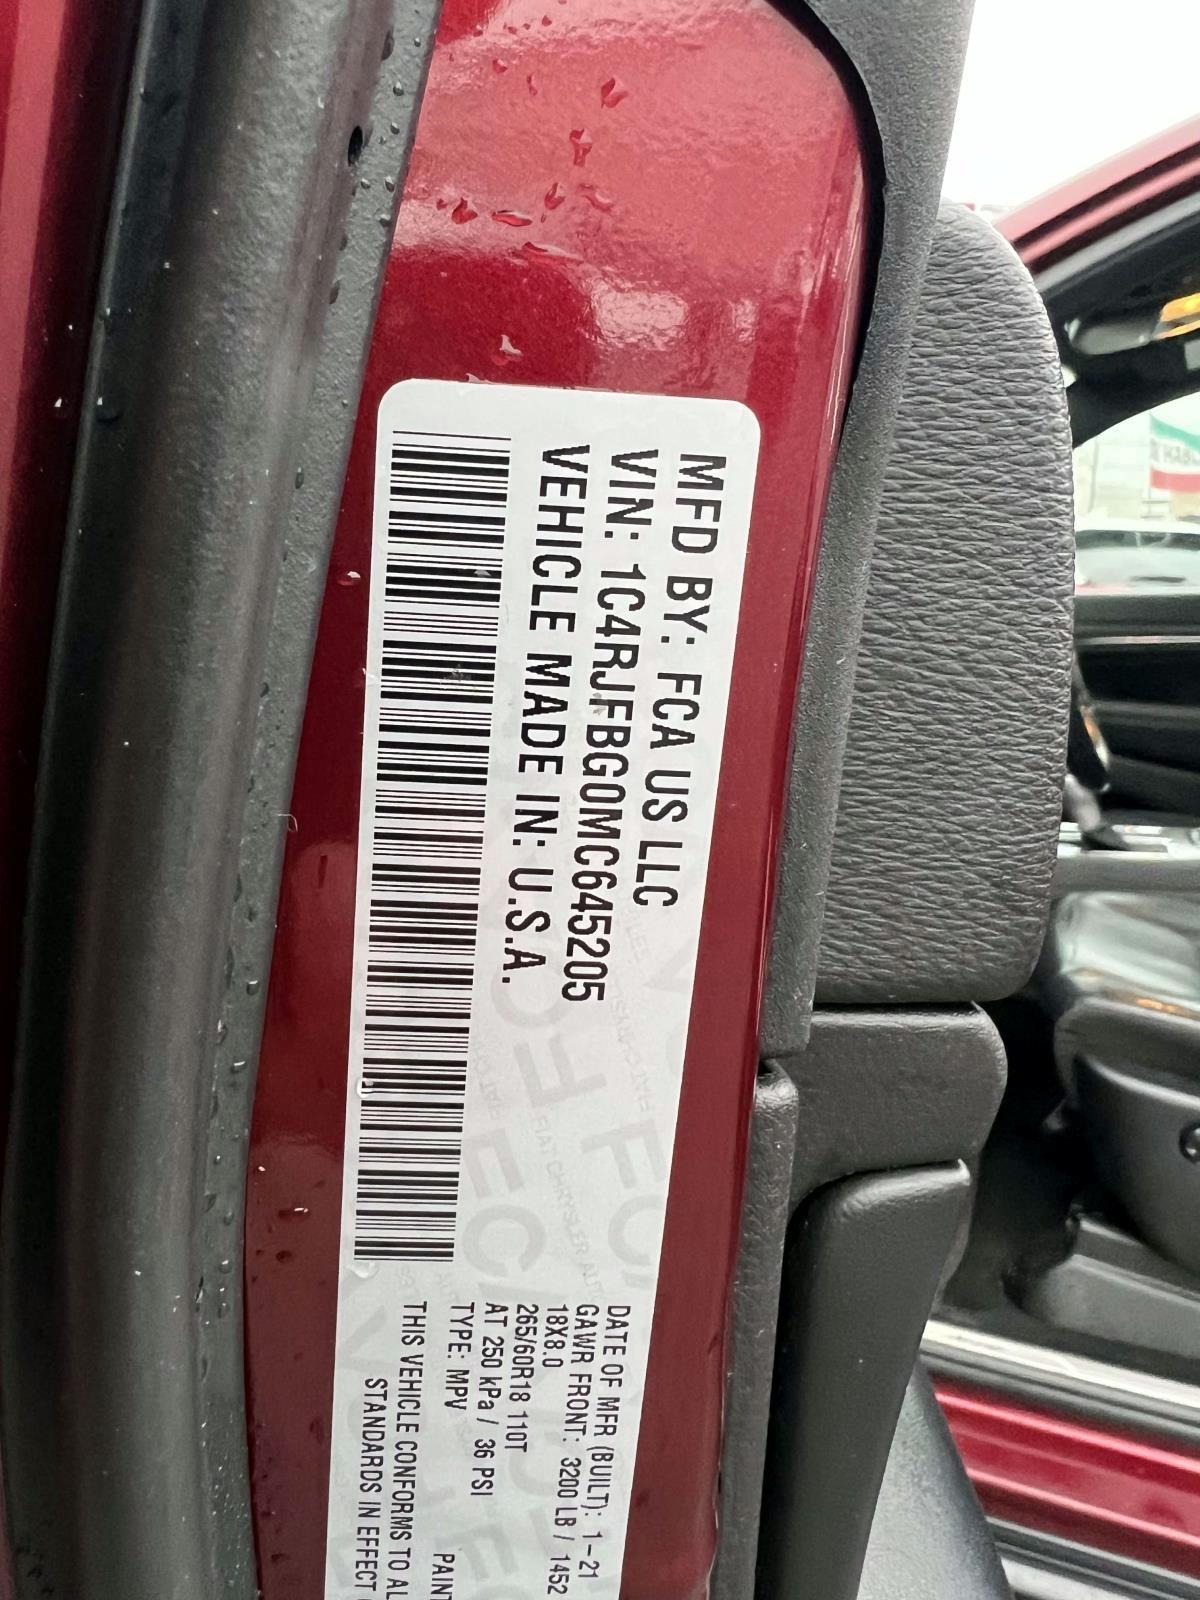 MFD BY: FCA US LLC
VIN: 1C4RJFBG0MC645205
VEHICLE MADE IN: U.S.A.
DATE OF MFR (BUILT): 1-21
GAWR FRONT: 3200 LB / 1452
18X8.0
265/60R18 110T
AT 250 kPa / 36 PSI
TYPE: MPV
THIS VEHICLE CONFORMS TO
STANDARDS IN EFFECT
FIAT CHRYSLER